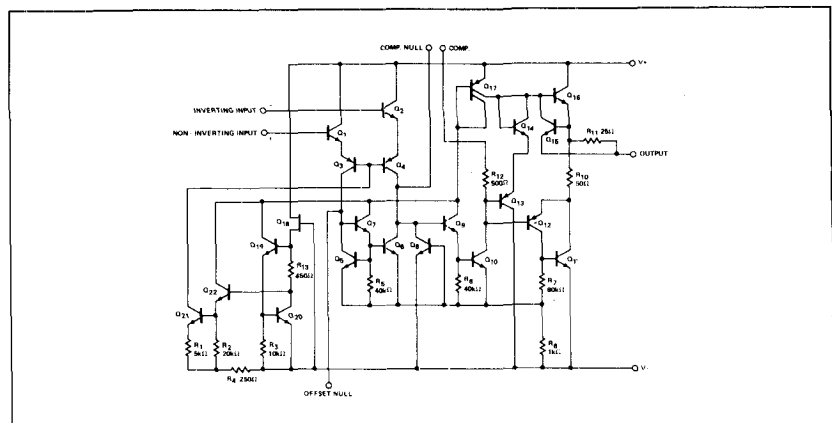 COMP. NULL
COMP.
V+
Q17
Q16
INVERTING INPUT
Q2
NON-INVERTING INPUT
Q1
Q14
Q15
R11 25Ω
OUTPUT
Q3
Q4
R12
500Ω
R10
50Ω
Q13
Q18
Q7
Q9
Q12
Q19
Q5
Q6
Q8
Q10
R13
450Ω
R5
40kΩ
R6
40kΩ
R7
80kΩ
Q22
Q21
Q20
R1
5kΩ
R2
20kΩ
R3
10kΩ
R8
1kΩ
R4 250Ω
V-
OFFSET NULL